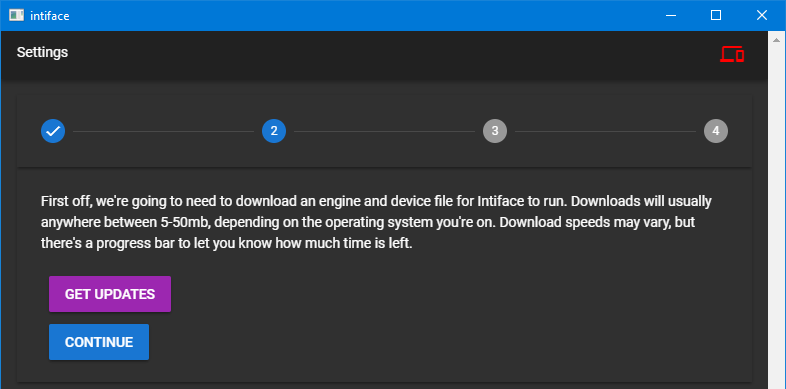 intiface
Settings
2
3
4
First off, we're going to need to download an engine and device file for Intiface to run. Downloads will usually
anywhere between 5-50mb, depending on the operating system you're on. Download speeds may vary, but
there's a progress bar to let you know how much time is left.
GET UPDATES
CONTINUE